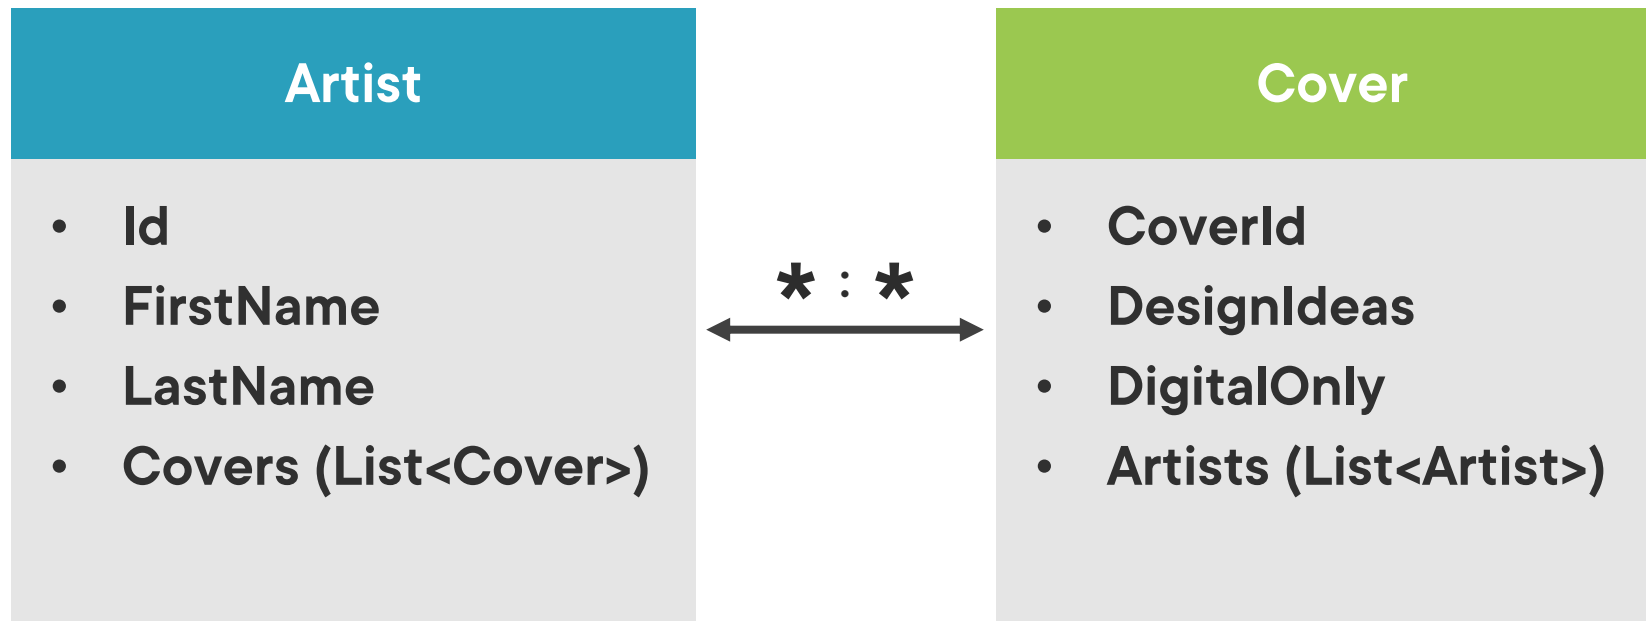 Artist
• Id
• FirstName
• LastName
• Covers (List<Cover>)
* : *
Cover
• CoverId
• DesignIdeas
• DigitalOnly
• Artists (List<Artist>)